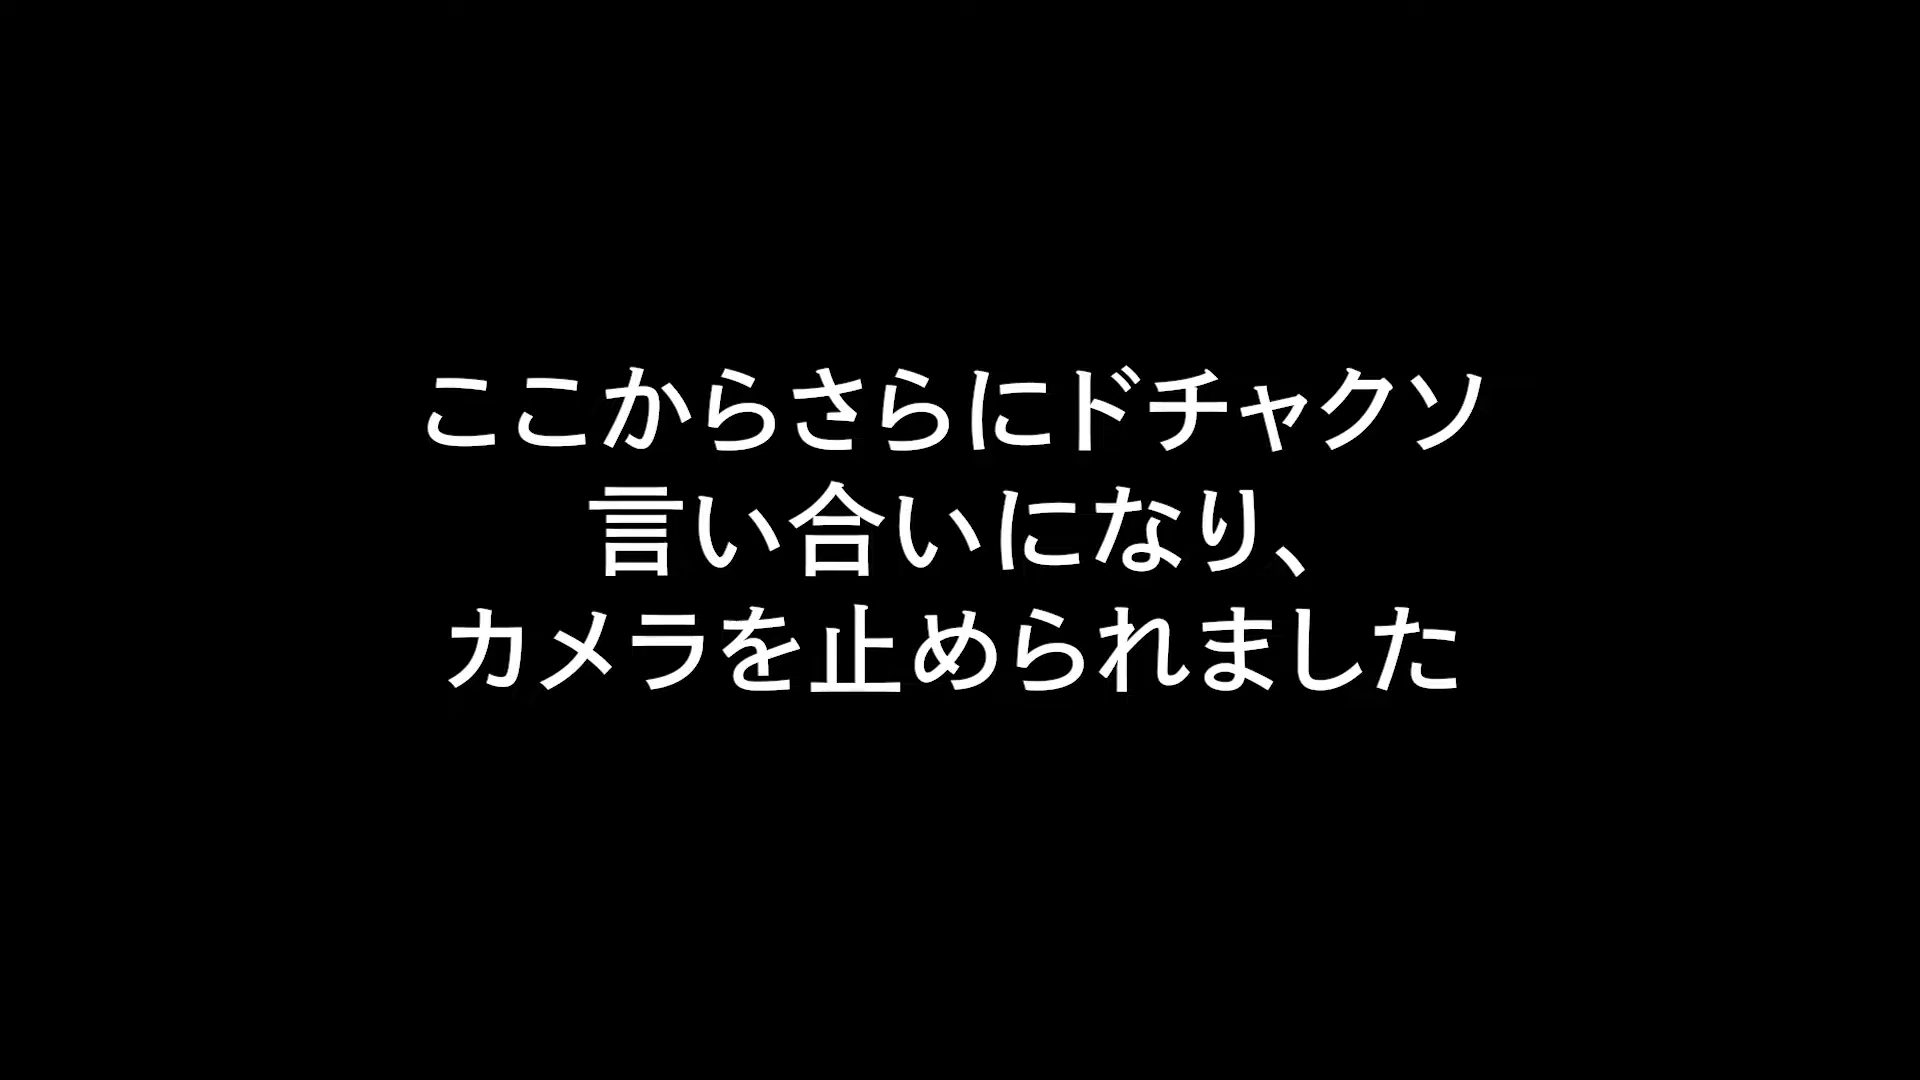 ここからさらにドチャクソ
言い合いになり、
カメラを止められました